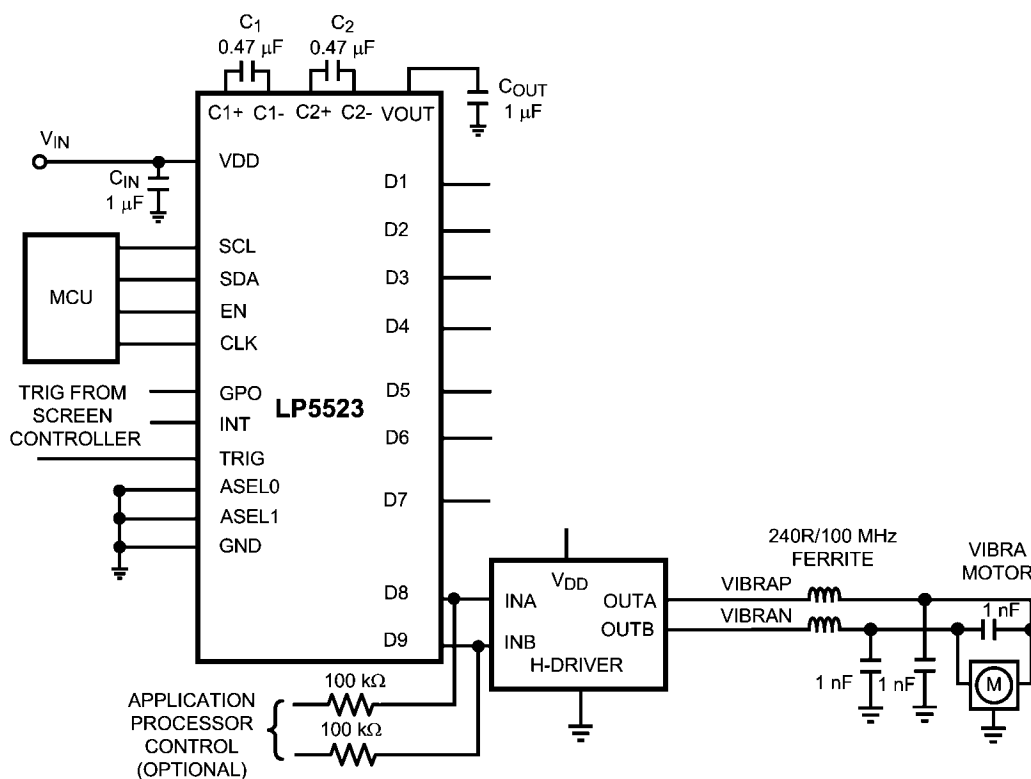 C1
0.47 µF
C2
0.47 µF
COUT
1 µF
C1+ C1- C2+ C2- VOUT
VIN
VDD
CIN
1 µF
MCU
SCL
SDA
EN
CLK
TRIG FROM
SCREEN
CONTROLLER
GPO
INT
TRIG
ASEL0
ASEL1
GND
LP5523
D1
D2
D3
D4
D5
D6
D7
D8
D9
APPLICATION
PROCESSOR
CONTROL
(OPTIONAL)
100 kΩ
100 kΩ
VDD
INA
INB
OUTA
OUTB
H-DRIVER
VIBRAP
VIBRAN
240R/100 MHz
FERRITE
VIBRA
MOTOR
1 nF
1 nF
1 nF
M